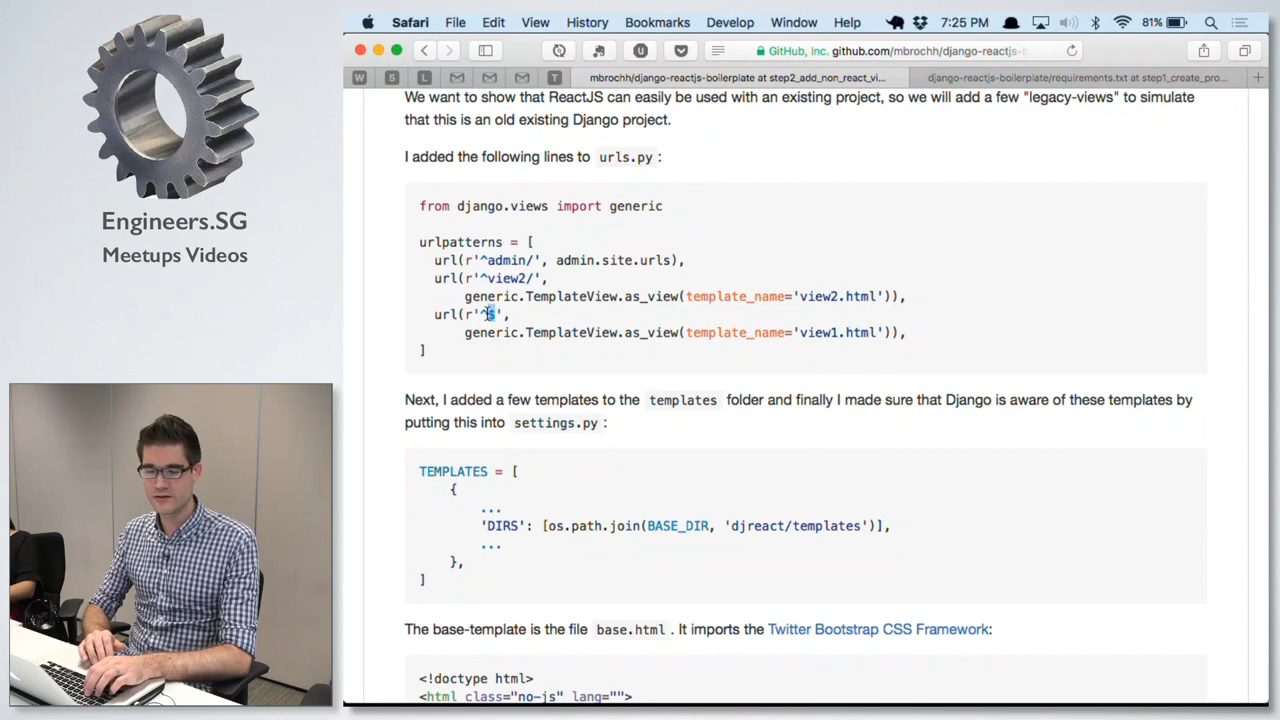 Safari File Edit View History Bookmarks Develop Window Help 7:25 PM 81%
GitHub, Inc. github.com/mbrochh/django-reactjs-b
W 5 L T mbrochh/django-reactjs-boilerplate at step2_add_non_react_vi... django-reactjs-boilerplate/requirements.txt at step1_create_pro...
We want to show that ReactJS can easily be used with an existing project, so we will add a few "legacy-views" to simulate
that this is an old existing Django project.
I added the following lines to urls.py :
from django.views import generic
urlpatterns = [
url(r'^admin/', admin.site.urls),
url(r'^view2/',
generic.TemplateView.as_view(template_name='view2.html')),
url(r'^$',
generic.TemplateView.as_view(template_name='view1.html')),
]
Next, I added a few templates to the templates folder and finally I made sure that Django is aware of these templates by
putting this into settings.py :
TEMPLATES = [
{
...
'DIRS': [os.path.join(BASE_DIR, 'djreact/templates')],
...
},
]
The base-template is the file base.html . It imports the Twitter Bootstrap CSS Framework:
<!doctype html>
<html class="no-js" lang="">
Engineers.SG
Meetups Videos